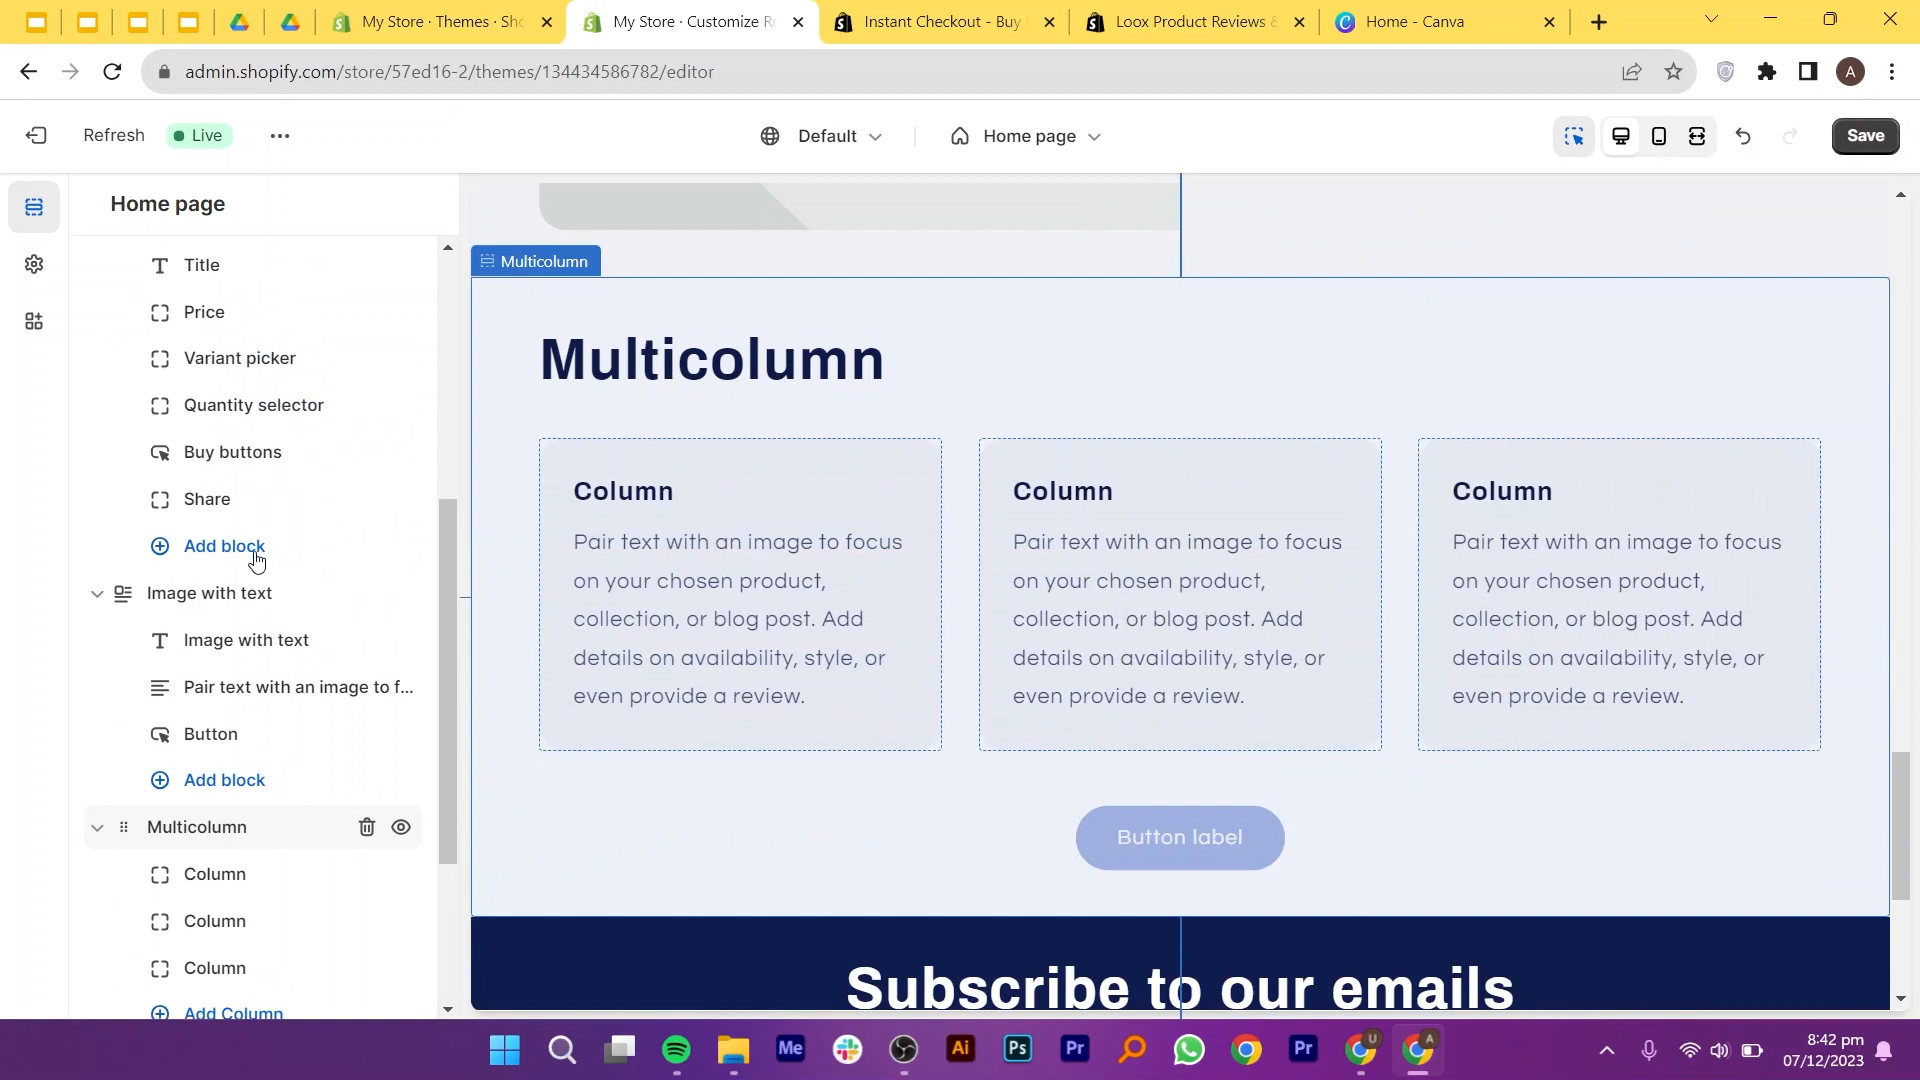 My Store · Themes · Sho
My Store · Customize R
Instant Checkout - Buy
Loox Product Reviews &
Home - Canva
admin.shopify.com/store/57ed16-2/themes/134434586782/editor
A
Refresh
Live
Default
Home page
Save
Home page
Title
Price
Variant picker
Quantity selector
Buy buttons
Share
Add block
Image with text
Image with text
Pair text with an image to f...
Button
Add block
Multicolumn
Column
Column
Column
Add Column
Multicolumn
Multicolumn
Column
Pair text with an image to focus
on your chosen product,
collection, or blog post. Add
details on availability, style, or
even provide a review.
Column
Pair text with an image to focus
on your chosen product,
collection, or blog post. Add
details on availability, style, or
even provide a review.
Column
Pair text with an image to focus
on your chosen product,
collection, or blog post. Add
details on availability, style, or
even provide a review.
Button label
Subscribe to our emails
Me
Ai
Ps
Pr
Pr
U
A
8:42 pm
07/12/2023